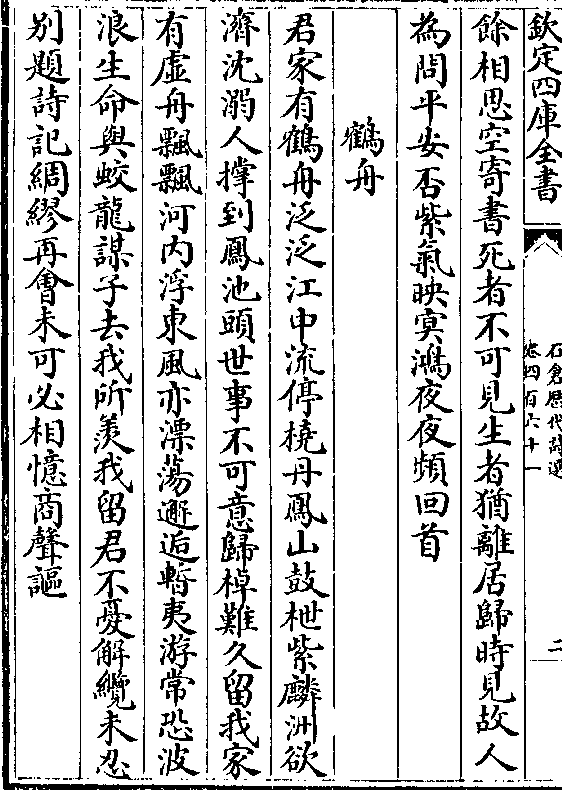 欽定四庫全書
石倉歷代詩選
卷四百六十一
二
餘相思空寄書死者不可見生者猶離居歸時見故人
為問平安否紫氣映冥鴻夜夜頻回首
鶴舟
君家有鶴舟泛泛江中流停橈丹鳳山鼓枻紫麟洲欲
濟沈溺人撑到鳳池頭世事不可意歸棹難久留我家
有虛舟飄飄河内浮東風亦漂蕩邂逅暫夷游常恐波
浪生命與蛟龍謀子去我所羨我留君不憂解纜未忍
别題詩記綢繆再會未可必相憶商聲謳